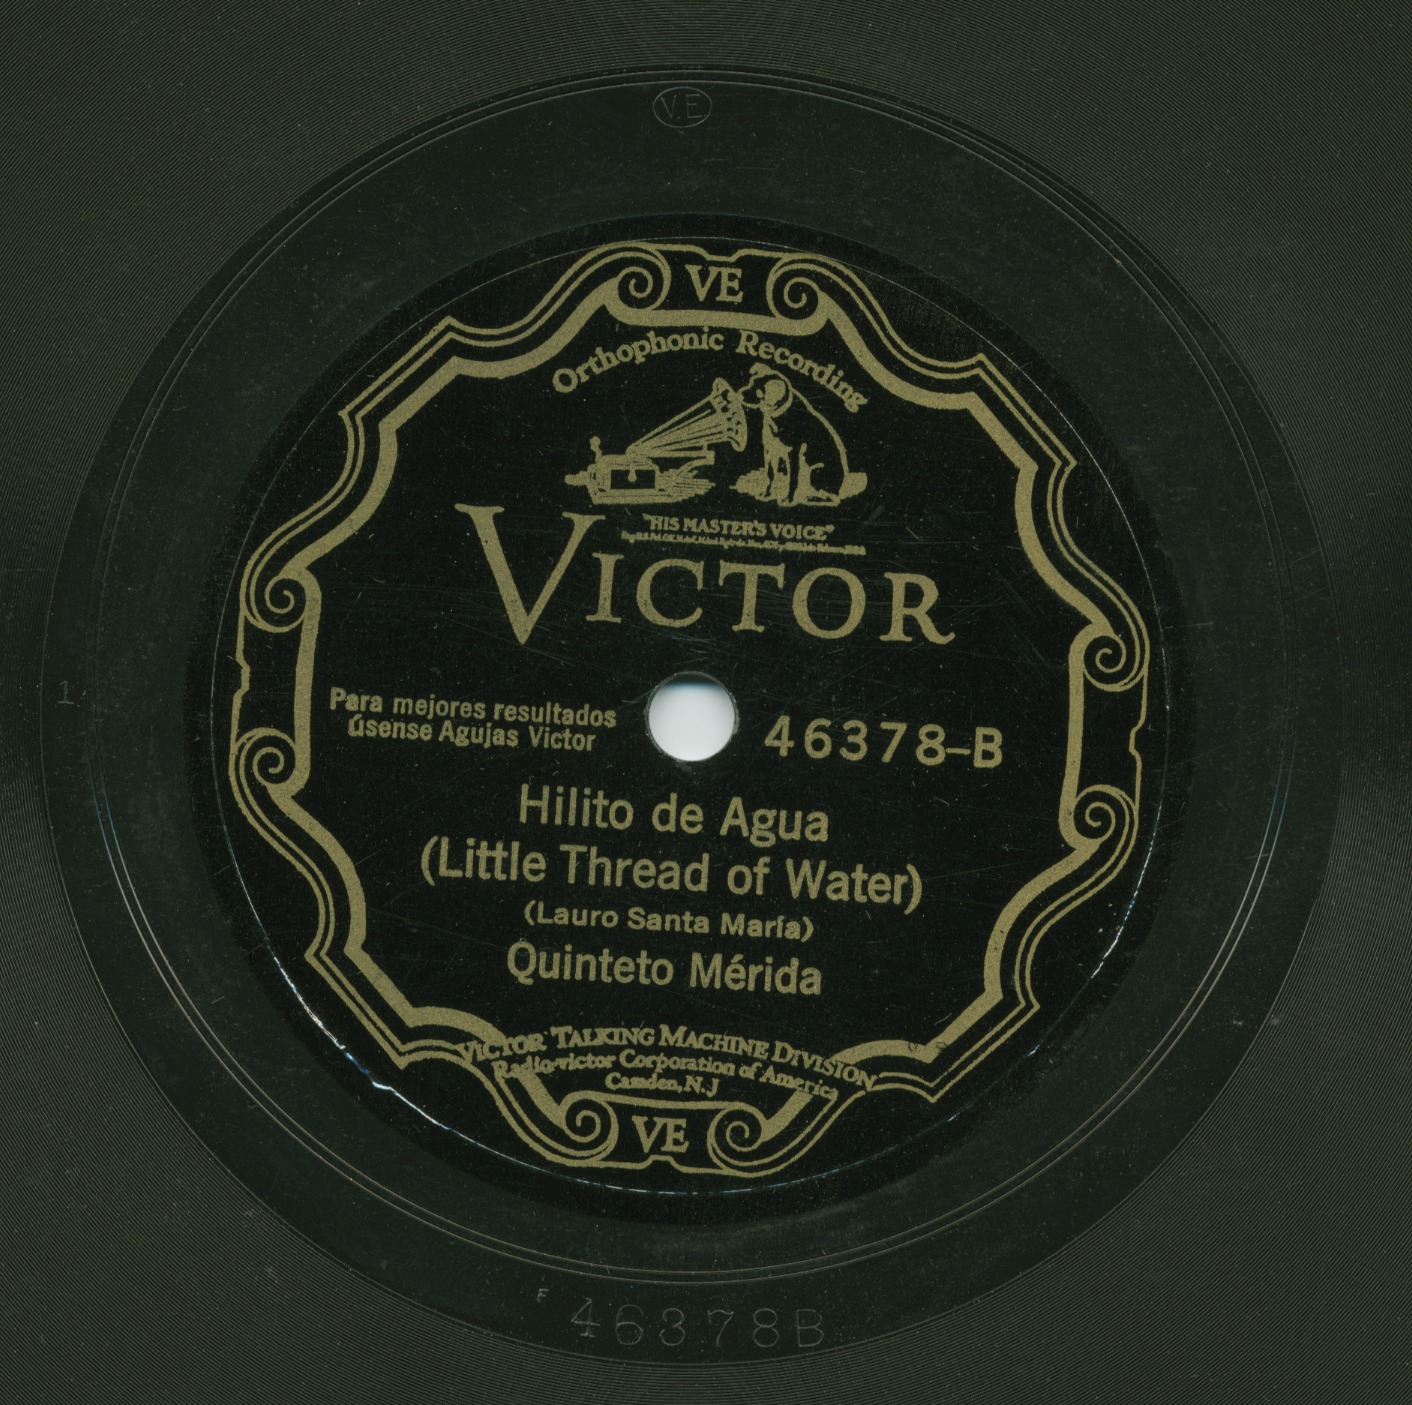 V.E
VE
Orthophonic Recording
"HIS MASTER'S VOICE"
VICTOR
1
Para mejores resultados
úsense Agujas Victor
46378-B
Hilito de Agua
(Little Thread of Water)
(Lauro Santa María)
Quinteto Mérida
VICTOR TALKING MACHINE DIVISION
Radio-victor Corporation of America
Camden, N.J
VE
F 46378B